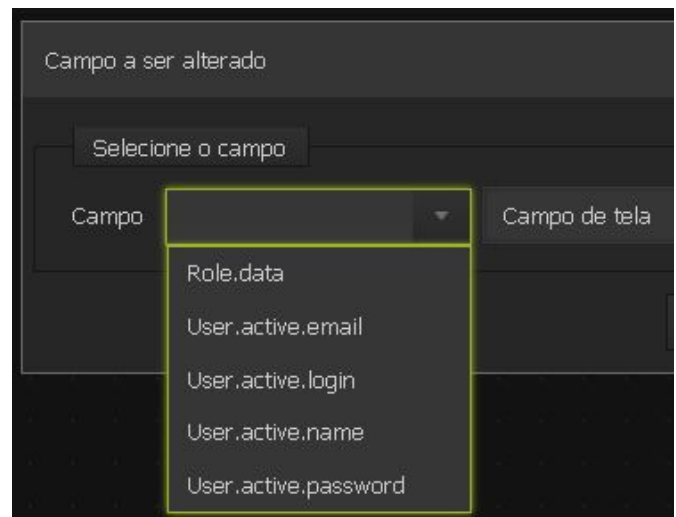 Campo a ser alterado
Selecione o campo
Campo
Campo de tela
Role.data
User.active.email
User.active.login
User.active.name
User.active.password